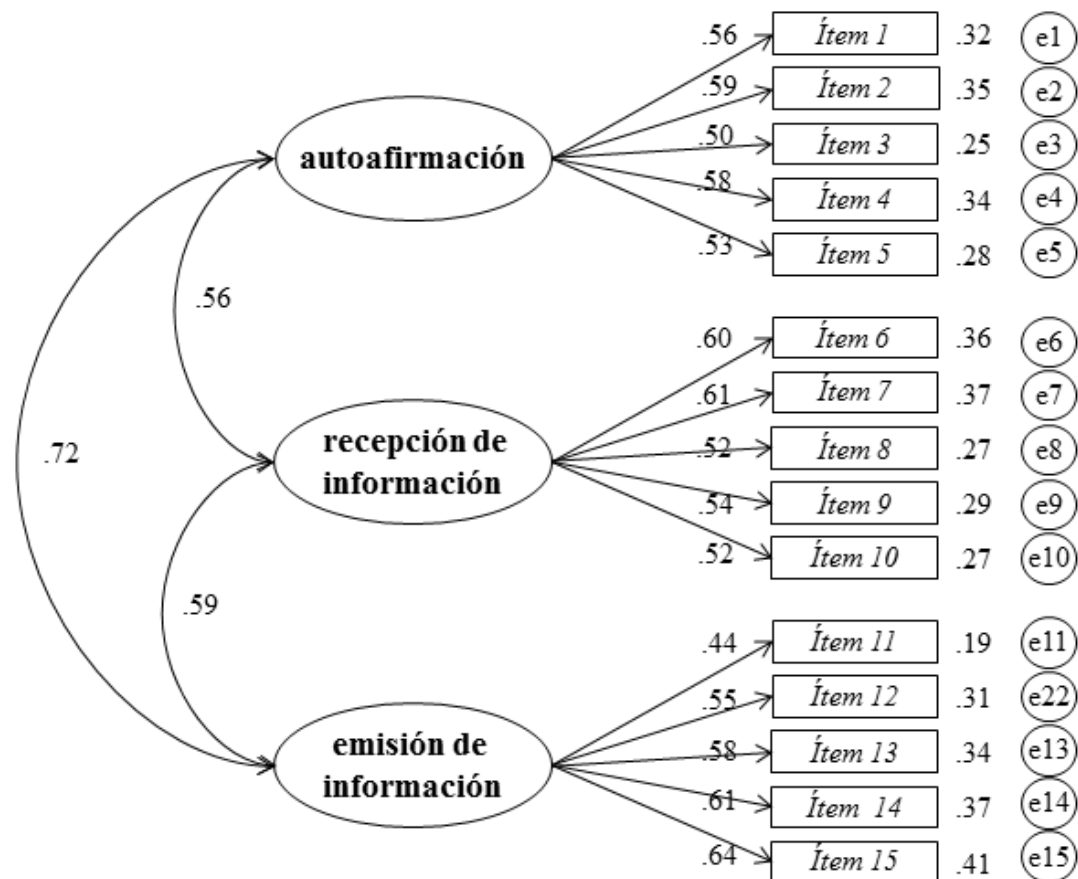 .56 Ítem 1 .32 e1
.59 Ítem 2 .35 e2
autoafirmación
.50 Ítem 3 .25 e3
.58 Ítem 4 .34 e4
.53 Ítem 5 .28 e5
.56
.60 Ítem 6 .36 e6
.61 Ítem 7 .37 e7
recepción de
información
.72
.52 Ítem 8 .27 e8
.54 Ítem 9 .29 e9
.52 Ítem 10 .27 e10
.59
.44 Ítem 11 .19 e11
.55 Ítem 12 .31 e22
emisión de
información
.58 Ítem 13 .34 e13
.61 Ítem 14 .37 e14
.64 Ítem 15 .41 e15